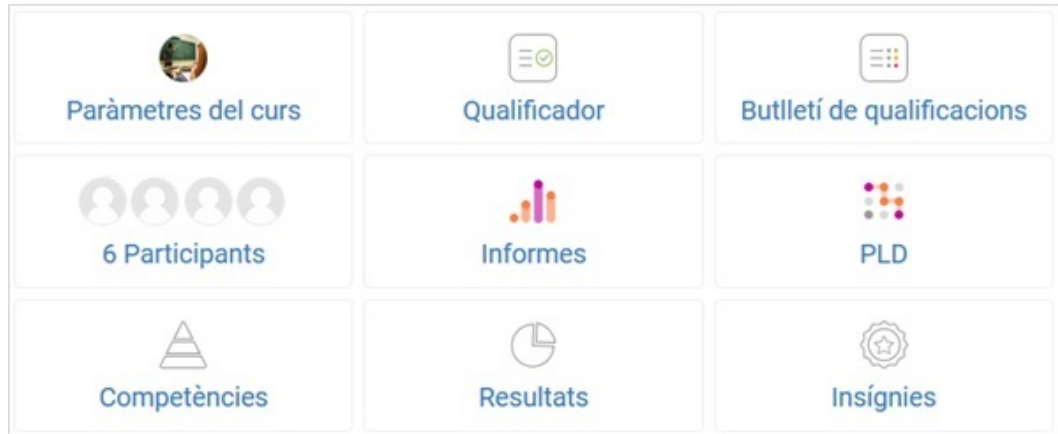 Paràmetres del curs
Qualificador
Butlletí de qualificacions
6 Participants
Informes
PLD
Competències
Resultats
Insígnies